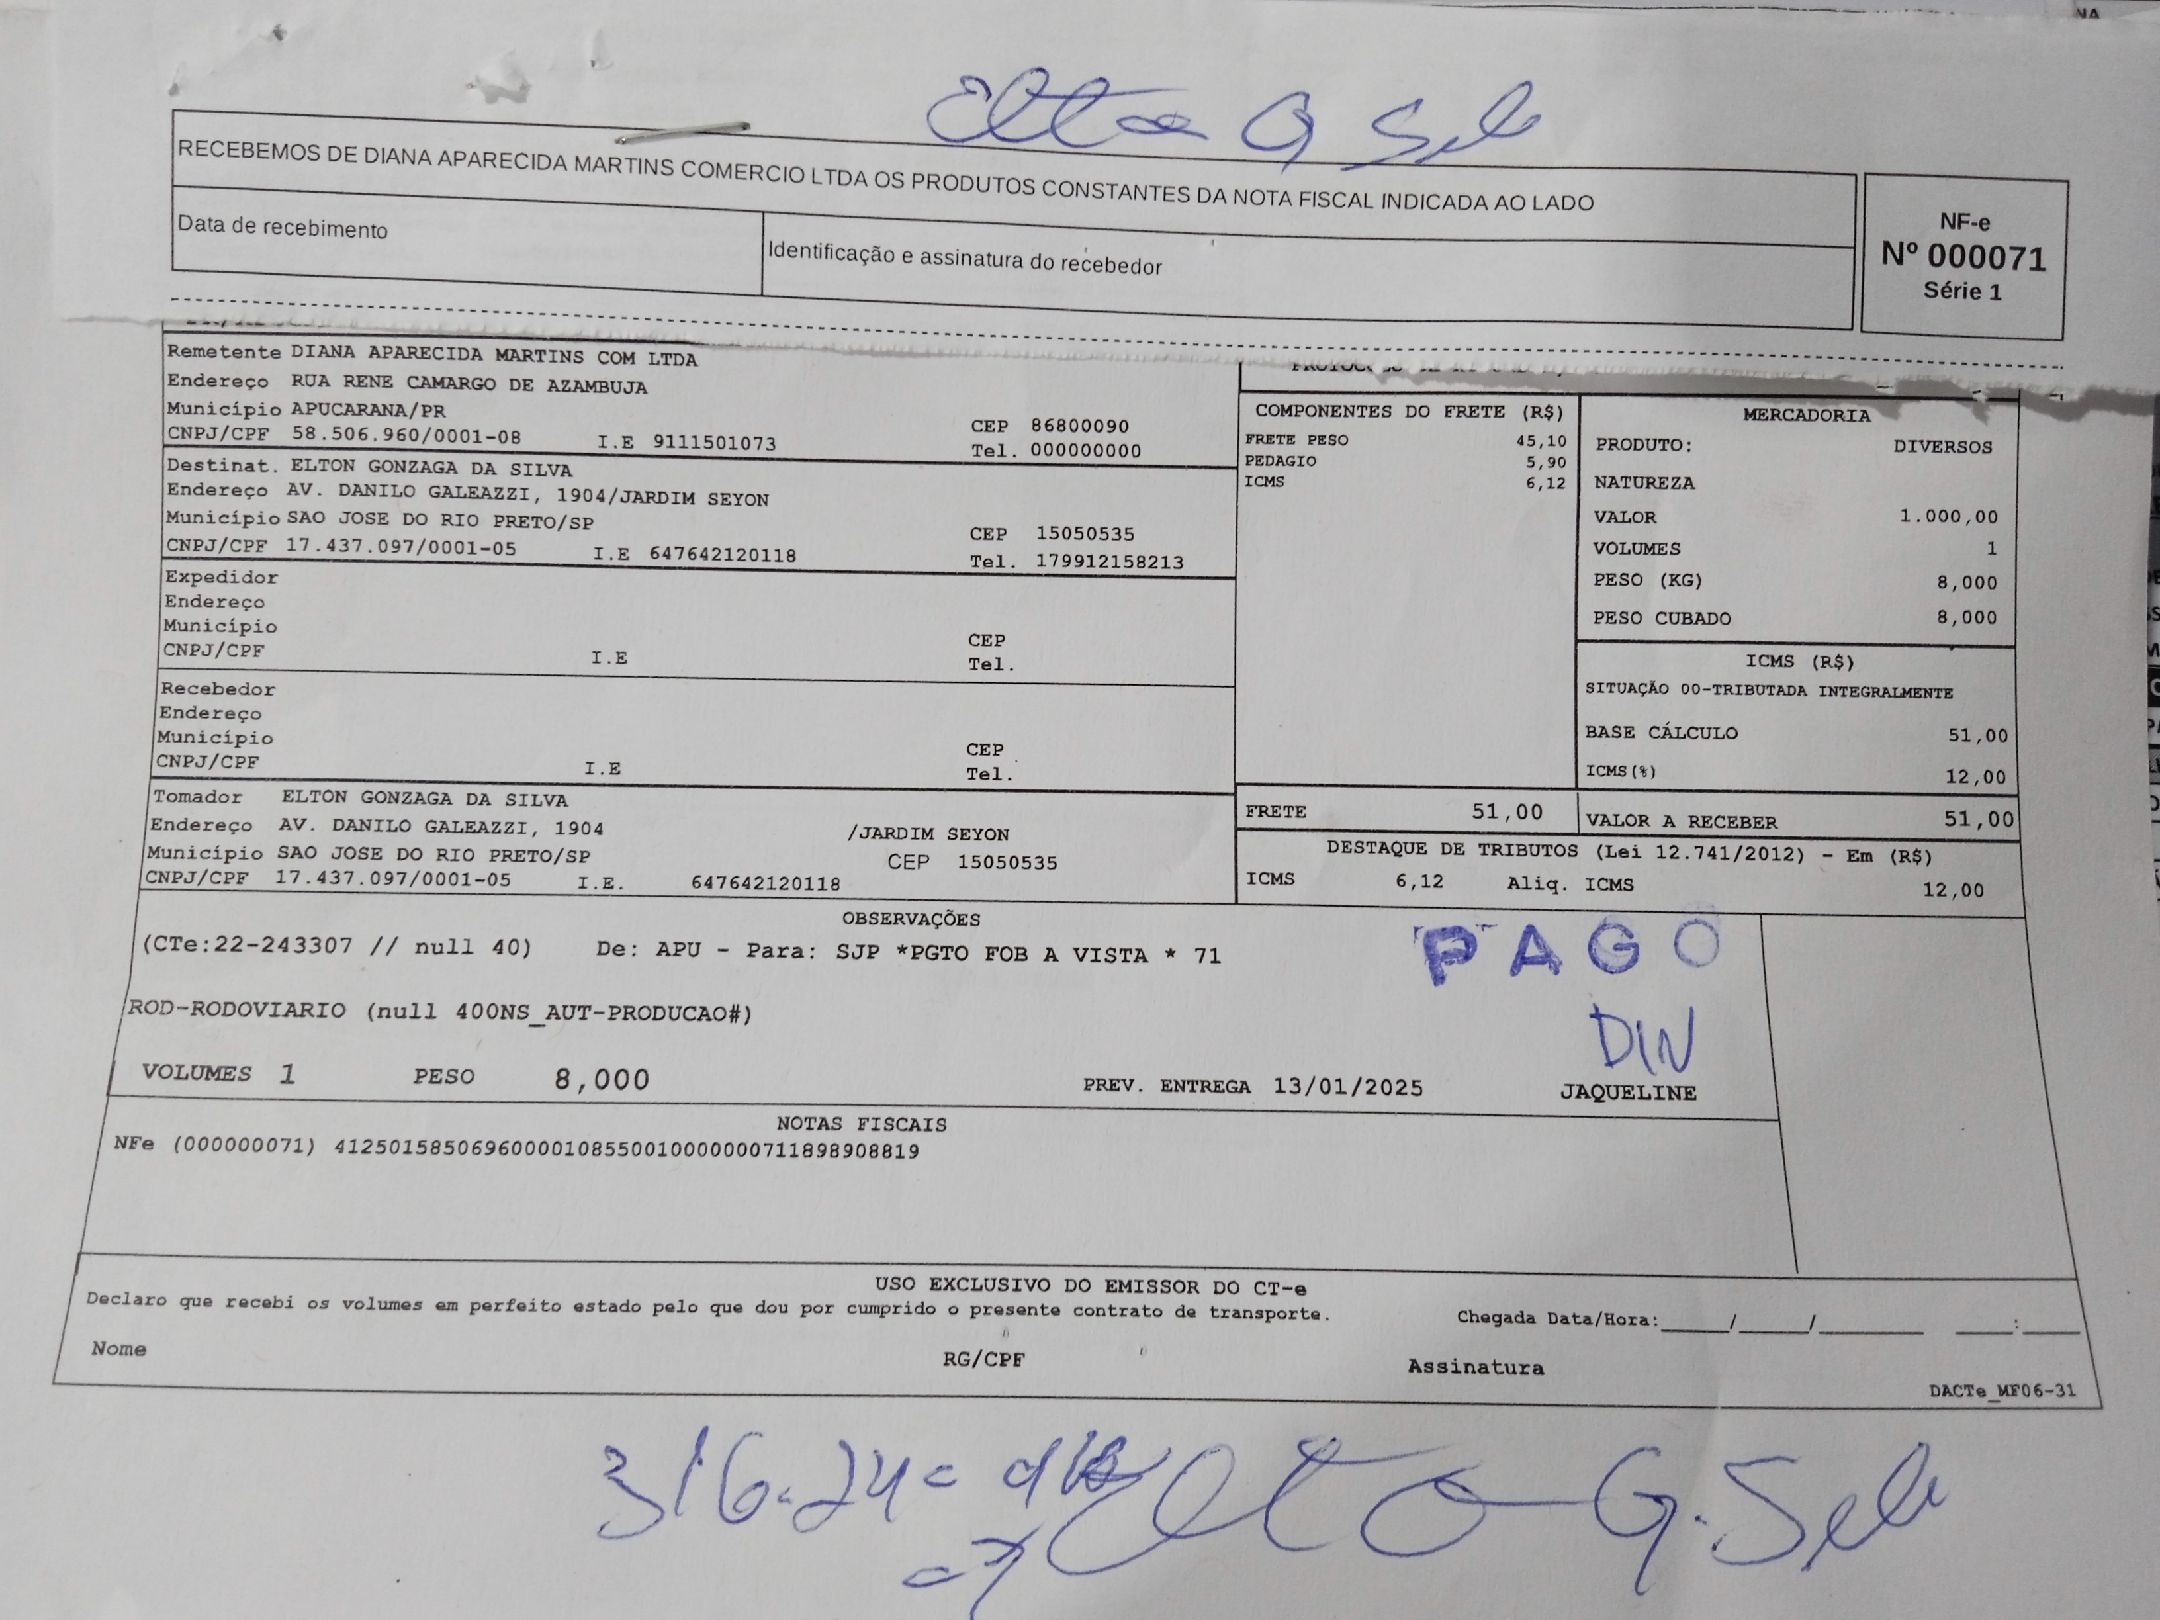 Elton G Silv
RECEBEMOS DE DIANA APARECIDA MARTINS COMERCIO LTDA OS PRODUTOS CONSTANTES DA NOTA FISCAL INDICADA AO LADO
Data de recebimento
Identificação e assinatura do recebedor
NF-e
Nº 000071
Série 1
Remetente DIANA APARECIDA MARTINS COM LTDA
Endereço RUA RENE CAMARGO DE AZAMBUJA
Município APUCARANA/PR CEP 86800090
CNPJ/CPF 58.506.960/0001-08 I.E 9111501073 Tel. 000000000
Destinat. ELTON GONZAGA DA SILVA
Endereço AV. DANILO GALEAZZI, 1904/JARDIM SEYON
Município SAO JOSE DO RIO PRETO/SP CEP 15050535
CNPJ/CPF 17.437.097/0001-05 I.E 647642120118 Tel. 179912158213
Expedidor
Endereço
Município CEP
CNPJ/CPF I.E Tel.
Recebedor
Endereço
Município CEP
CNPJ/CPF I.E Tel.
Tomador ELTON GONZAGA DA SILVA
Endereço AV. DANILO GALEAZZI, 1904 /JARDIM SEYON
Município SAO JOSE DO RIO PRETO/SP CEP 15050535
CNPJ/CPF 17.437.097/0001-05 I.E. 647642120118
COMPONENTES DO FRETE (R$)
FRETE PESO 45,10
PEDAGIO 5,90
ICMS 6,12
MERCADORIA
PRODUTO: DIVERSOS
NATUREZA
VALOR 1.000,00
VOLUMES 1
PESO (KG) 8,000
PESO CUBADO 8,000
ICMS (R$)
SITUAÇÃO 00-TRIBUTADA INTEGRALMENTE
BASE CÁLCULO 51,00
ICMS(%) 12,00
FRETE 51,00 VALOR A RECEBER 51,00
DESTAQUE DE TRIBUTOS (Lei 12.741/2012) - Em (R$)
ICMS 6,12 Aliq. ICMS 12,00
OBSERVAÇÕES
(CTe:22-243307 // null 40) De: APU - Para: SJP *PGTO FOB A VISTA * 71
PAGO
ROD-RODOVIARIO (null 400NS_AUT-PRODUCAO#)
DIN
VOLUMES 1 PESO 8,000 PREV. ENTREGA 13/01/2025 JAQUELINE
NOTAS FISCAIS
NFe (000000071) 41250158506960000108550010000000711898908819
USO EXCLUSIVO DO EMISSOR DO CT-e
Declaro que recebi os volumes em perfeito estado pelo que dou por cumprido o presente contrato de transporte. Chegada Data/Hora:_____/_____/________ ____:____
Nome RG/CPF Assinatura
DACTe_MF06-31